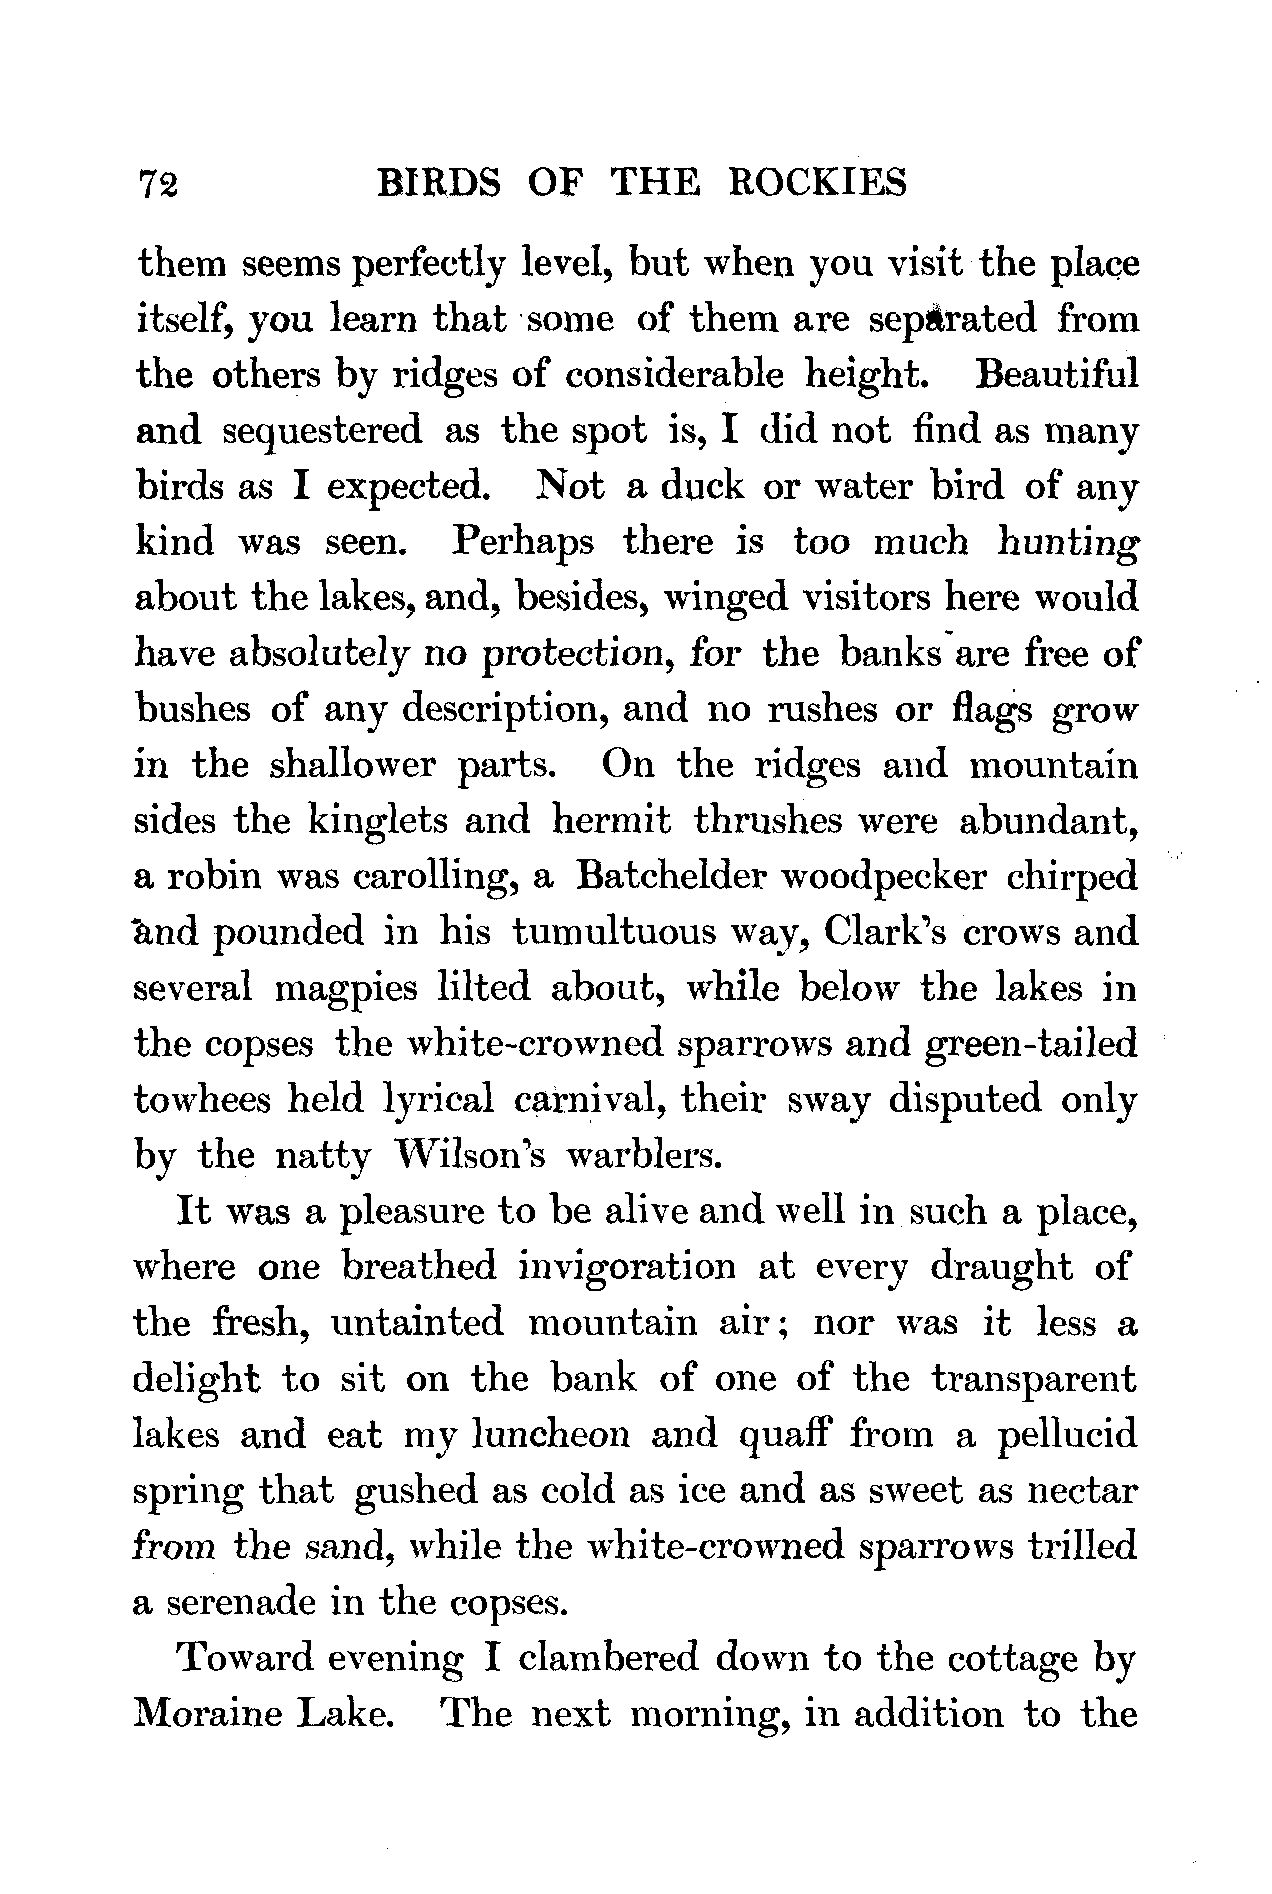 72 BIRDS OF THE ROCKIES
them seems perfectly level, but when you visit the place
itself, you learn that some of them are separated from
the others by ridges of considerable height. Beautiful
and sequestered as the spot is, I did not find as many
birds as I expected. Not a duck or water bird of any
kind was seen. Perhaps there is too much hunting
about the lakes, and, besides, winged visitors here would
have absolutely no protection, for the banks are free of
bushes of any description, and no rushes or flags grow
in the shallower parts. On the ridges and mountain
sides the kinglets and hermit thrushes were abundant,
a robin was carolling, a Batchelder woodpecker chirped
and pounded in his tumultuous way, Clark's crows and
several magpies lilted about, while below the lakes in
the copses the white-crowned sparrows and green-tailed
towhees held lyrical carnival, their sway disputed only
by the natty Wilson's warblers.
It was a pleasure to be alive and well in such a place,
where one breathed invigoration at every draught of
the fresh, untainted mountain air; nor was it less a
delight to sit on the bank of one of the transparent
lakes and eat my luncheon and quaff from a pellucid
spring that gushed as cold as ice and as sweet as nectar
from the sand, while the white-crowned sparrows trilled
a serenade in the copses.
Toward evening I clambered down to the cottage by
Moraine Lake. The next morning, in addition to the